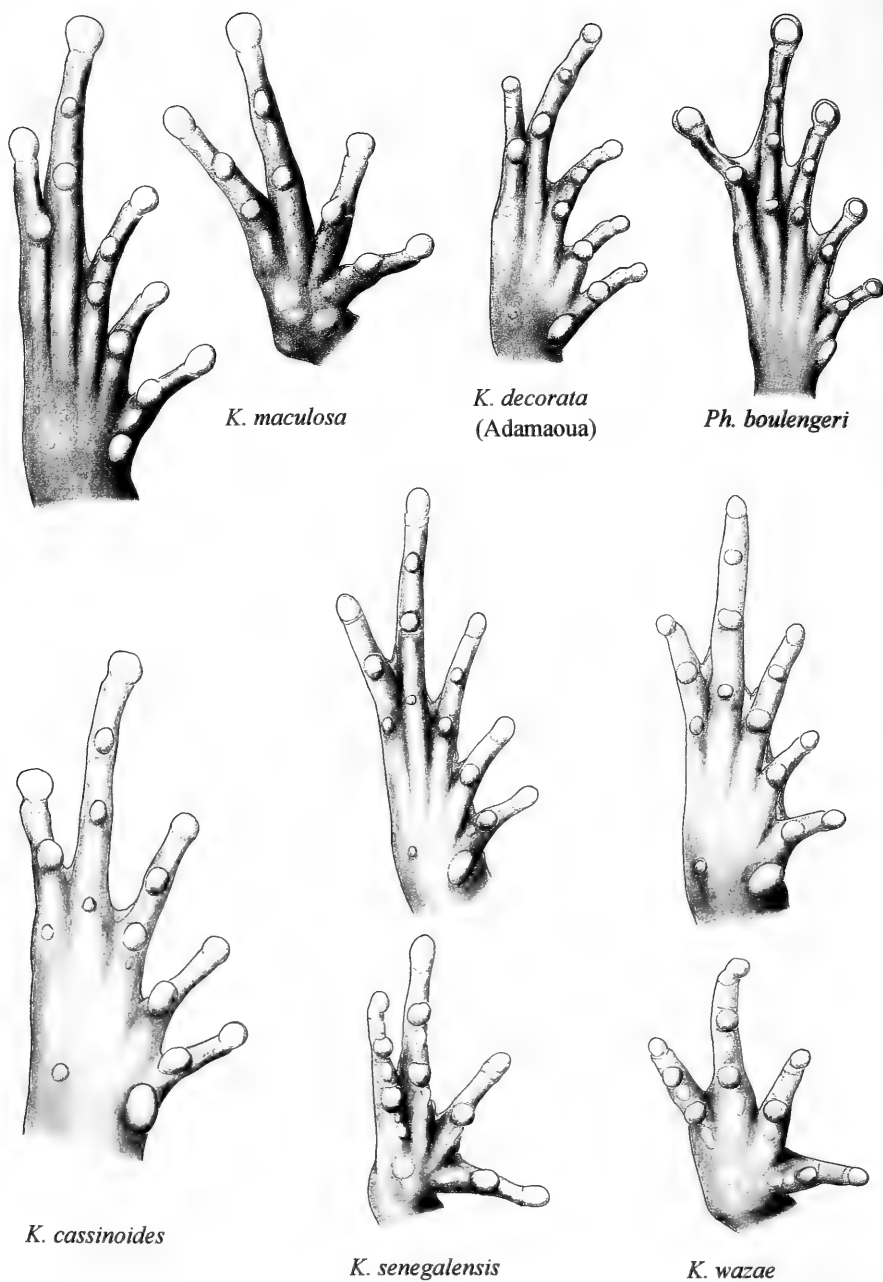 K. maculosa
K. decorata
(Adamaoua)
Ph. boulengeri
K. cassinoides
K. senegalensis
K. wazae